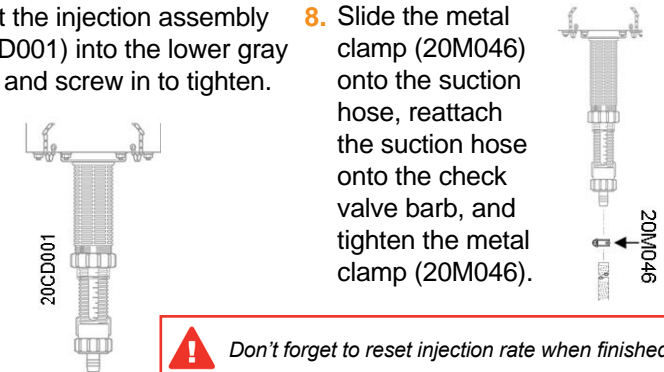 t the injection assembly
D001) into the lower gray
and screw in to tighten.
20CD001
8. Slide the metal
clamp (20M046)
onto the suction
hose, reattach
the suction hose
onto the check
valve barb, and
tighten the metal
clamp (20M046).
20M046
Don't forget to reset injection rate when finished